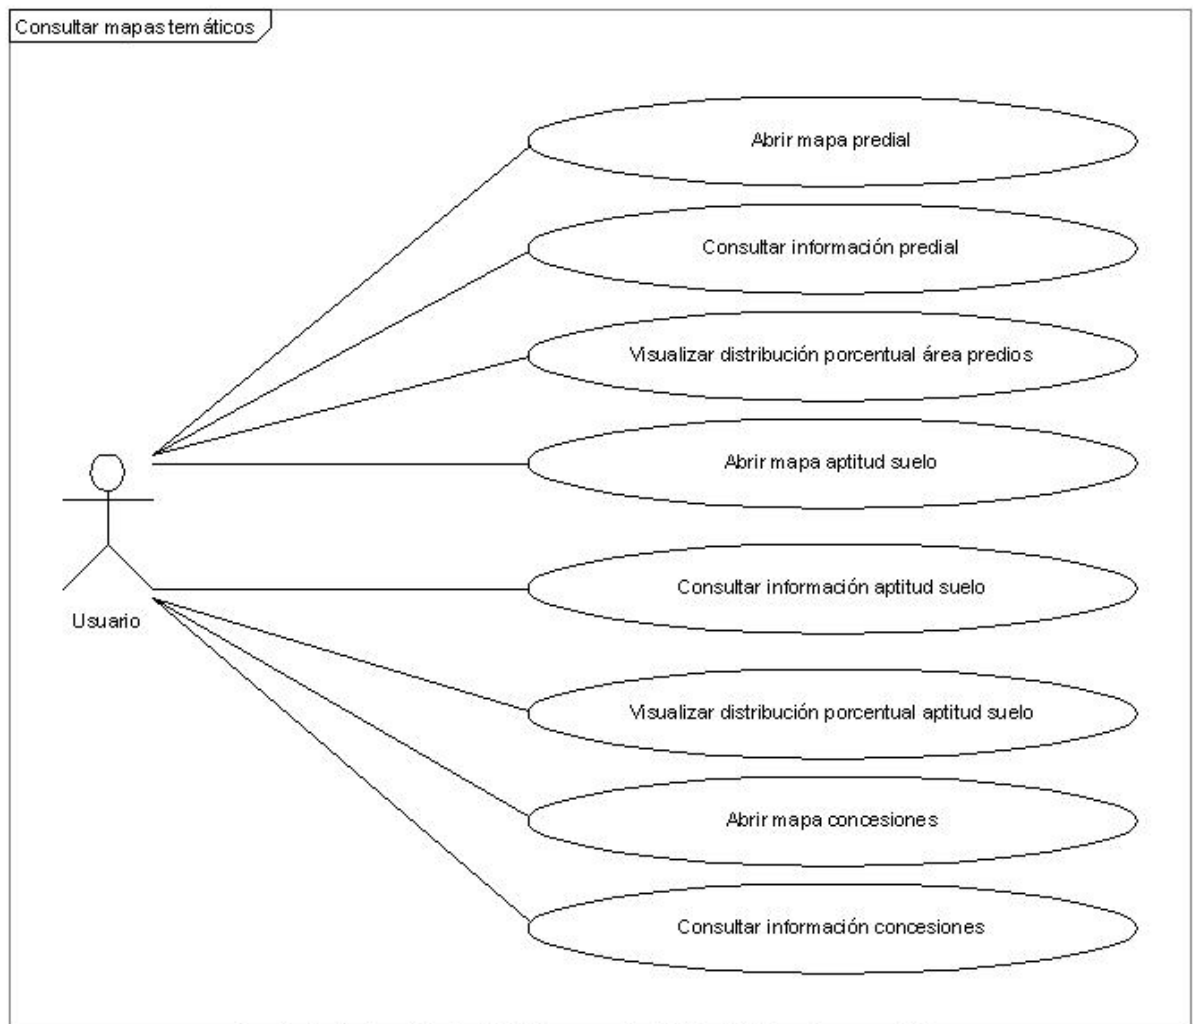 Consultar mapas temáticos
Abrir mapa predial
Consultar información predial
Visualizar distribución porcentual área predios
Abrir mapa aptitud suelo
Consultar información aptitud suelo
Usuario
Visualizar distribución porcentual aptitud suelo
Abrir mapa concesiones
Consultar información concesiones